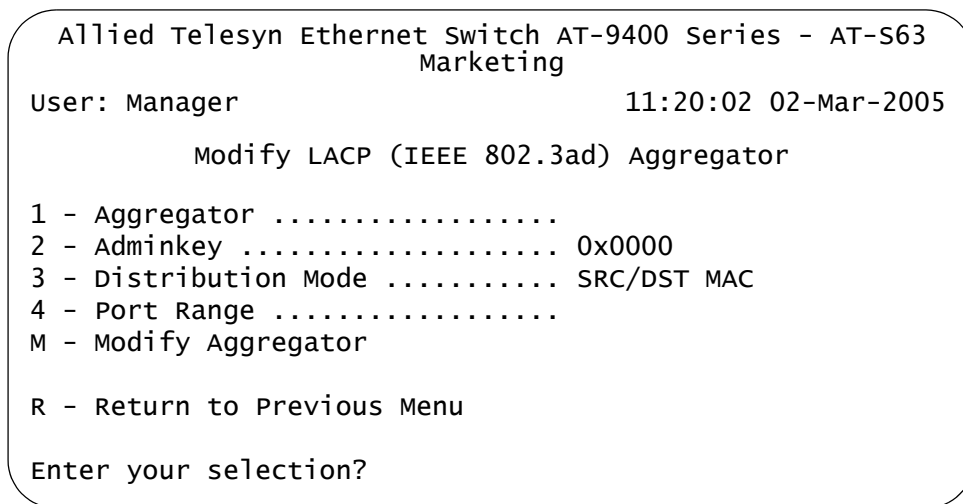 Allied Telesyn Ethernet Switch AT-9400 Series - AT-S63
Marketing
User: Manager 11:20:02 02-Mar-2005
Modify LACP (IEEE 802.3ad) Aggregator
1 - Aggregator ..................
2 - Adminkey .................... 0x0000
3 - Distribution Mode ........... SRC/DST MAC
4 - Port Range ..................
M - Modify Aggregator
R - Return to Previous Menu
Enter your selection?